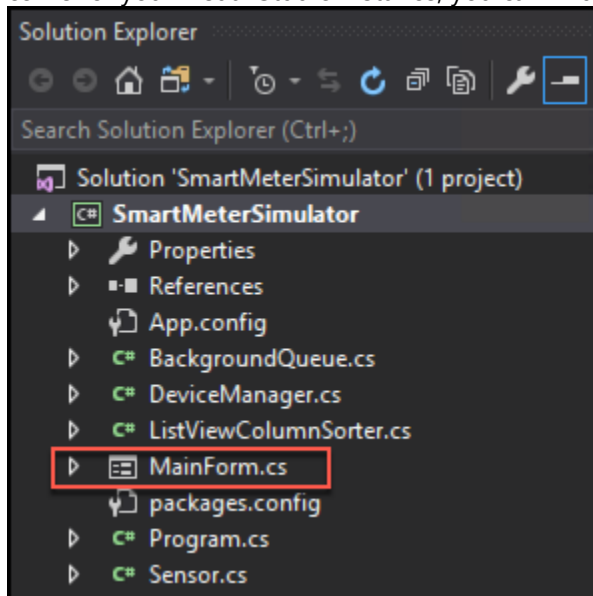 Solution Explorer
Search Solution Explorer (Ctrl+;)
Solution 'SmartMeterSimulator' (1 project)
C# SmartMeterSimulator
Properties
References
App.config
C# BackgroundQueue.cs
C# DeviceManager.cs
C# ListViewColumnSorter.cs
MainForm.cs
packages.config
C# Program.cs
C# Sensor.cs